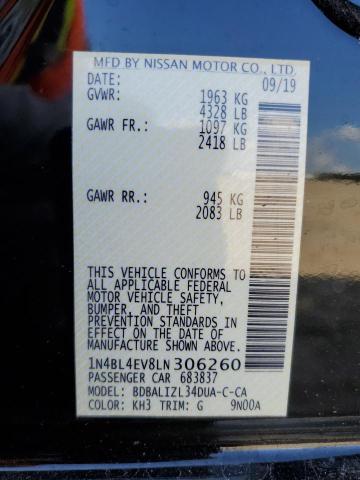 MFD BY NISSAN MOTOR CO., LTD.
DATE: 09/19
GVWR: 1963 KG
4328 LB
GAWR FR.: 1097 KG
2418 LB
GAWR RR.: 945 KG
2083 LB
THIS VEHICLE CONFORMS TO
ALL APPLICABLE FEDERAL
MOTOR VEHICLE SAFETY,
BUMPER, AND THEFT
PREVENTION STANDARDS
IN EFFECT ON THE DATE OF
MANUFACTURE SHOWN ABOVE.
1N4BL4EV8LN306260
PASSENGER CAR 683837
MODEL: BDBALIZL34DUA-C-CA
COLOR: KH3 TRIM: G 9N00A